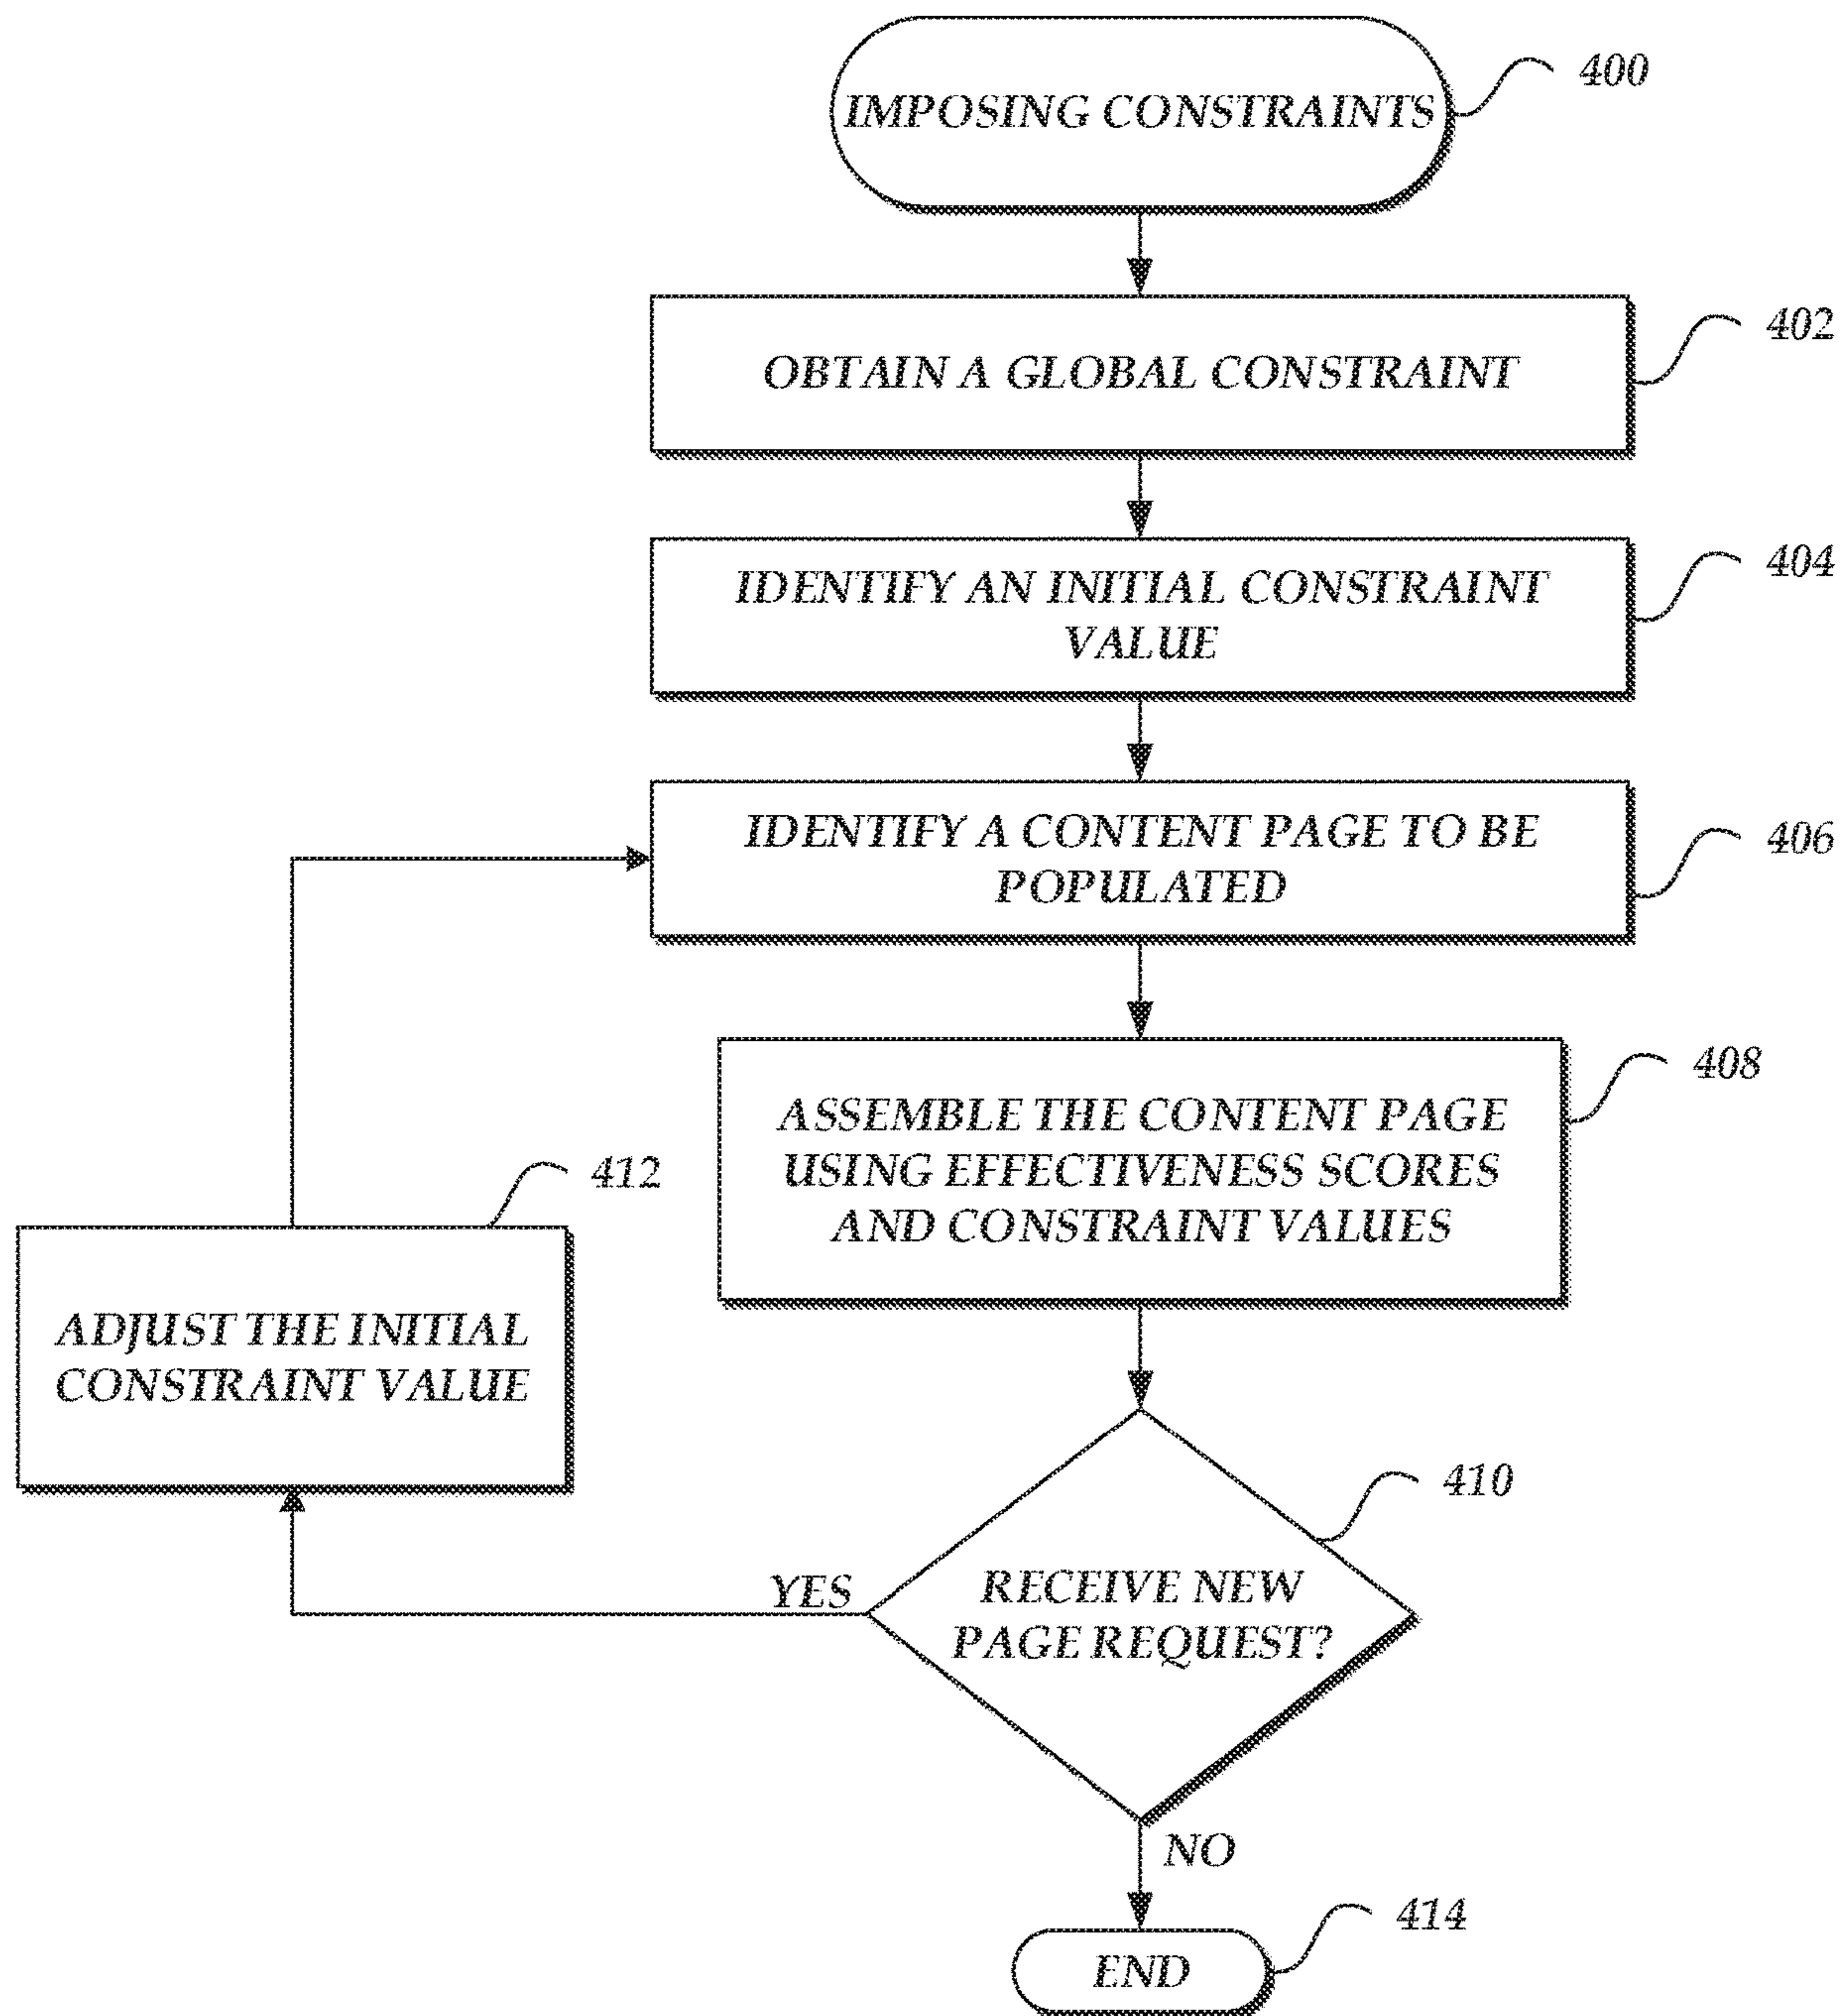 IMPOSING CONSTRAINTS
400
OBTAIN A GLOBAL CONSTRAINT
402
IDENTIFY AN INITIAL CONSTRAINT
VALUE
404
IDENTIFY A CONTENT PAGE TO BE
POPULATED
406
ASSEMBLE THE CONTENT PAGE
USING EFFECTIVENESS SCORES
AND CONSTRAINT VALUES
408
412
ADJUST THE INITIAL
CONSTRAINT VALUE
410
RECEIVE NEW
PAGE REQUEST?
YES
NO
414
END